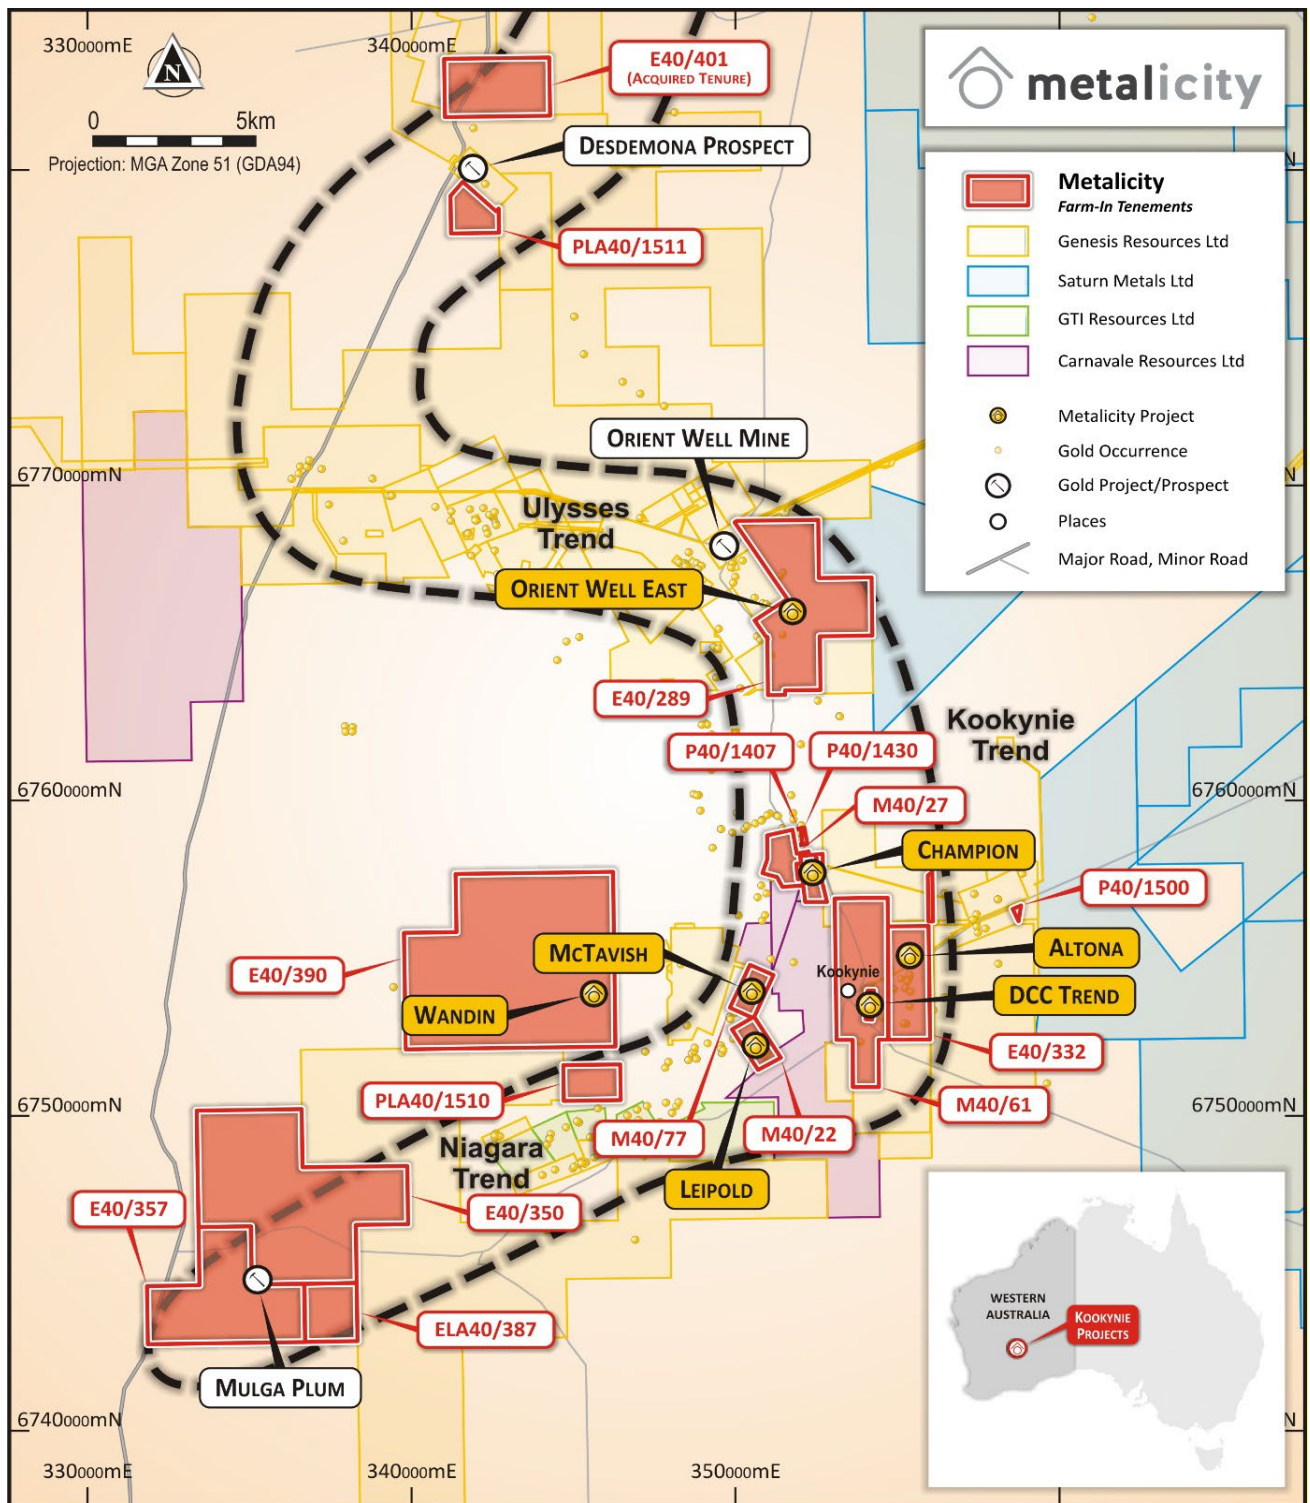 330000mE
340000mE
N
0 5km
Projection: MGA Zone 51 (GDA94)
E40/401
(ACQUIRED TENURE)
DESDEMONA PROSPECT
PLA40/1511
metalicity
N
Metalicity
Farm-In Tenements
Genesis Resources Ltd
Saturn Metals Ltd
GTI Resources Ltd
Carnavale Resources Ltd
Metalicity Project
Gold Occurrence
Gold Project/Prospect
Places
Major Road, Minor Road
ORIENT WELL MINE
6770000mN
Ulysses
Trend
ORIENT WELL EAST
E40/289
Kookynie
Trend
P40/1407
P40/1430
6760000mN
6760000mN
M40/27
CHAMPION
P40/1500
MCTAVISH
ALTONA
E40/390
Kookynie
WANDIN
DCC TREND
E40/332
PLA40/1510
M40/61
6750000mN
6750000mN
M40/77
M40/22
Niagara
Trend
LEIPOLD
E40/357
E40/350
ELA40/387
MULGA PLUM
WESTERN
AUSTRALIA
KOOKYNIE
PROJECTS
6740000mN
N
330000mE
340000mE
350000mE